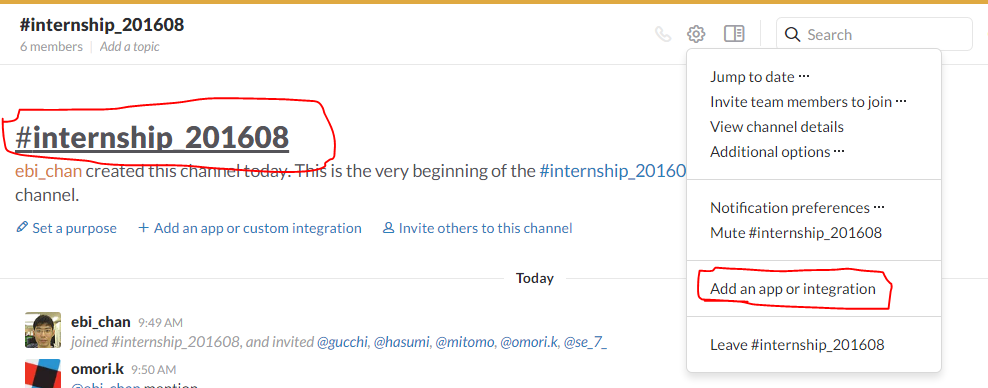 #internship_201608
6 members | Add a topic
Search
Jump to date ···
Invite team members to join ···
View channel details
Additional options ···
Notification preferences ···
Mute #internship_201608
Add an app or integration
Leave #internship_201608
#internship_201608
ebi_chan created this channel today. This is the very beginning of the #internship_20160
channel.
Set a purpose + Add an app or custom integration Invite others to this channel
Today
ebi_chan 9:49 AM
joined #internship_201608, and invited @gucchi, @hasumi, @mitomo, @omori.k, @se_7_
omori.k 9:50 AM
@ebi_chan mention